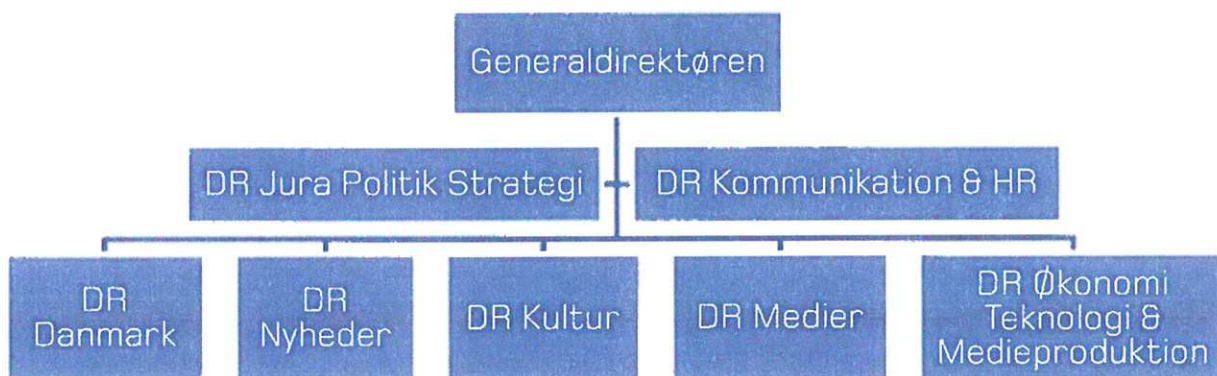 Generaldirektøren
DR Jura Politik Strategi
DR Kommunikation & HR
DR
Danmark
DR
Nyheder
DR Kultur
DR Medier
DR Økonomi
Teknologi &
Medieproduktion